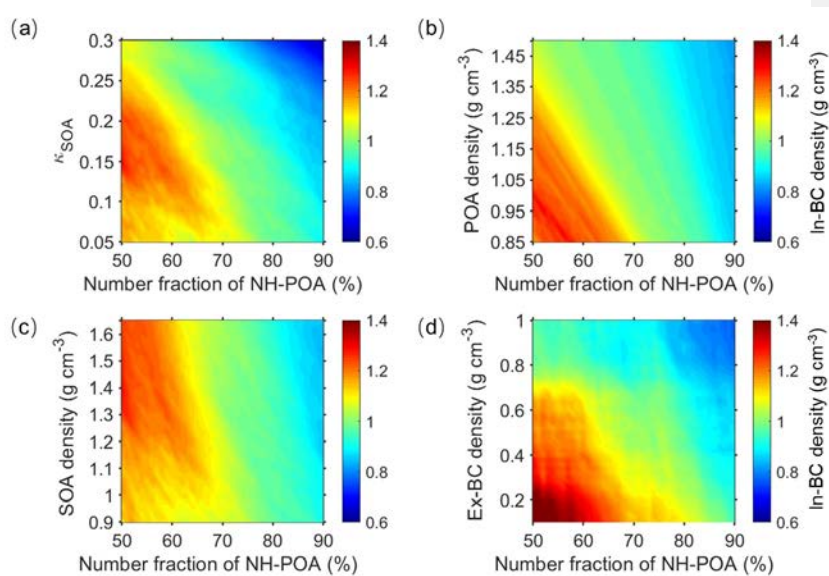 (a)
0.3
0.25
0.2
0.15
0.1
0.05
κSOA
50 60 70 80 90
Number fraction of NH-POA (%)
1.4
1.2
1
0.8
0.6
(b)
1.45
1.35
1.25
1.15
1.05
0.95
0.85
POA density (g cm⁻³)
50 60 70 80 90
Number fraction of NH-POA (%)
1.4
1.2
1
0.8
0.6
In-BC density (g cm⁻³)
(c)
1.6
1.5
1.4
1.3
1.2
1.1
1
0.9
SOA density (g cm⁻³)
50 60 70 80 90
Number fraction of NH-POA (%)
1.4
1.2
1
0.8
0.6
(d)
1
0.8
0.6
0.4
0.2
Ex-BC density (g cm⁻³)
50 60 70 80 90
Number fraction of NH-POA (%)
1.4
1.2
1
0.8
0.6
In-BC density (g cm⁻³)